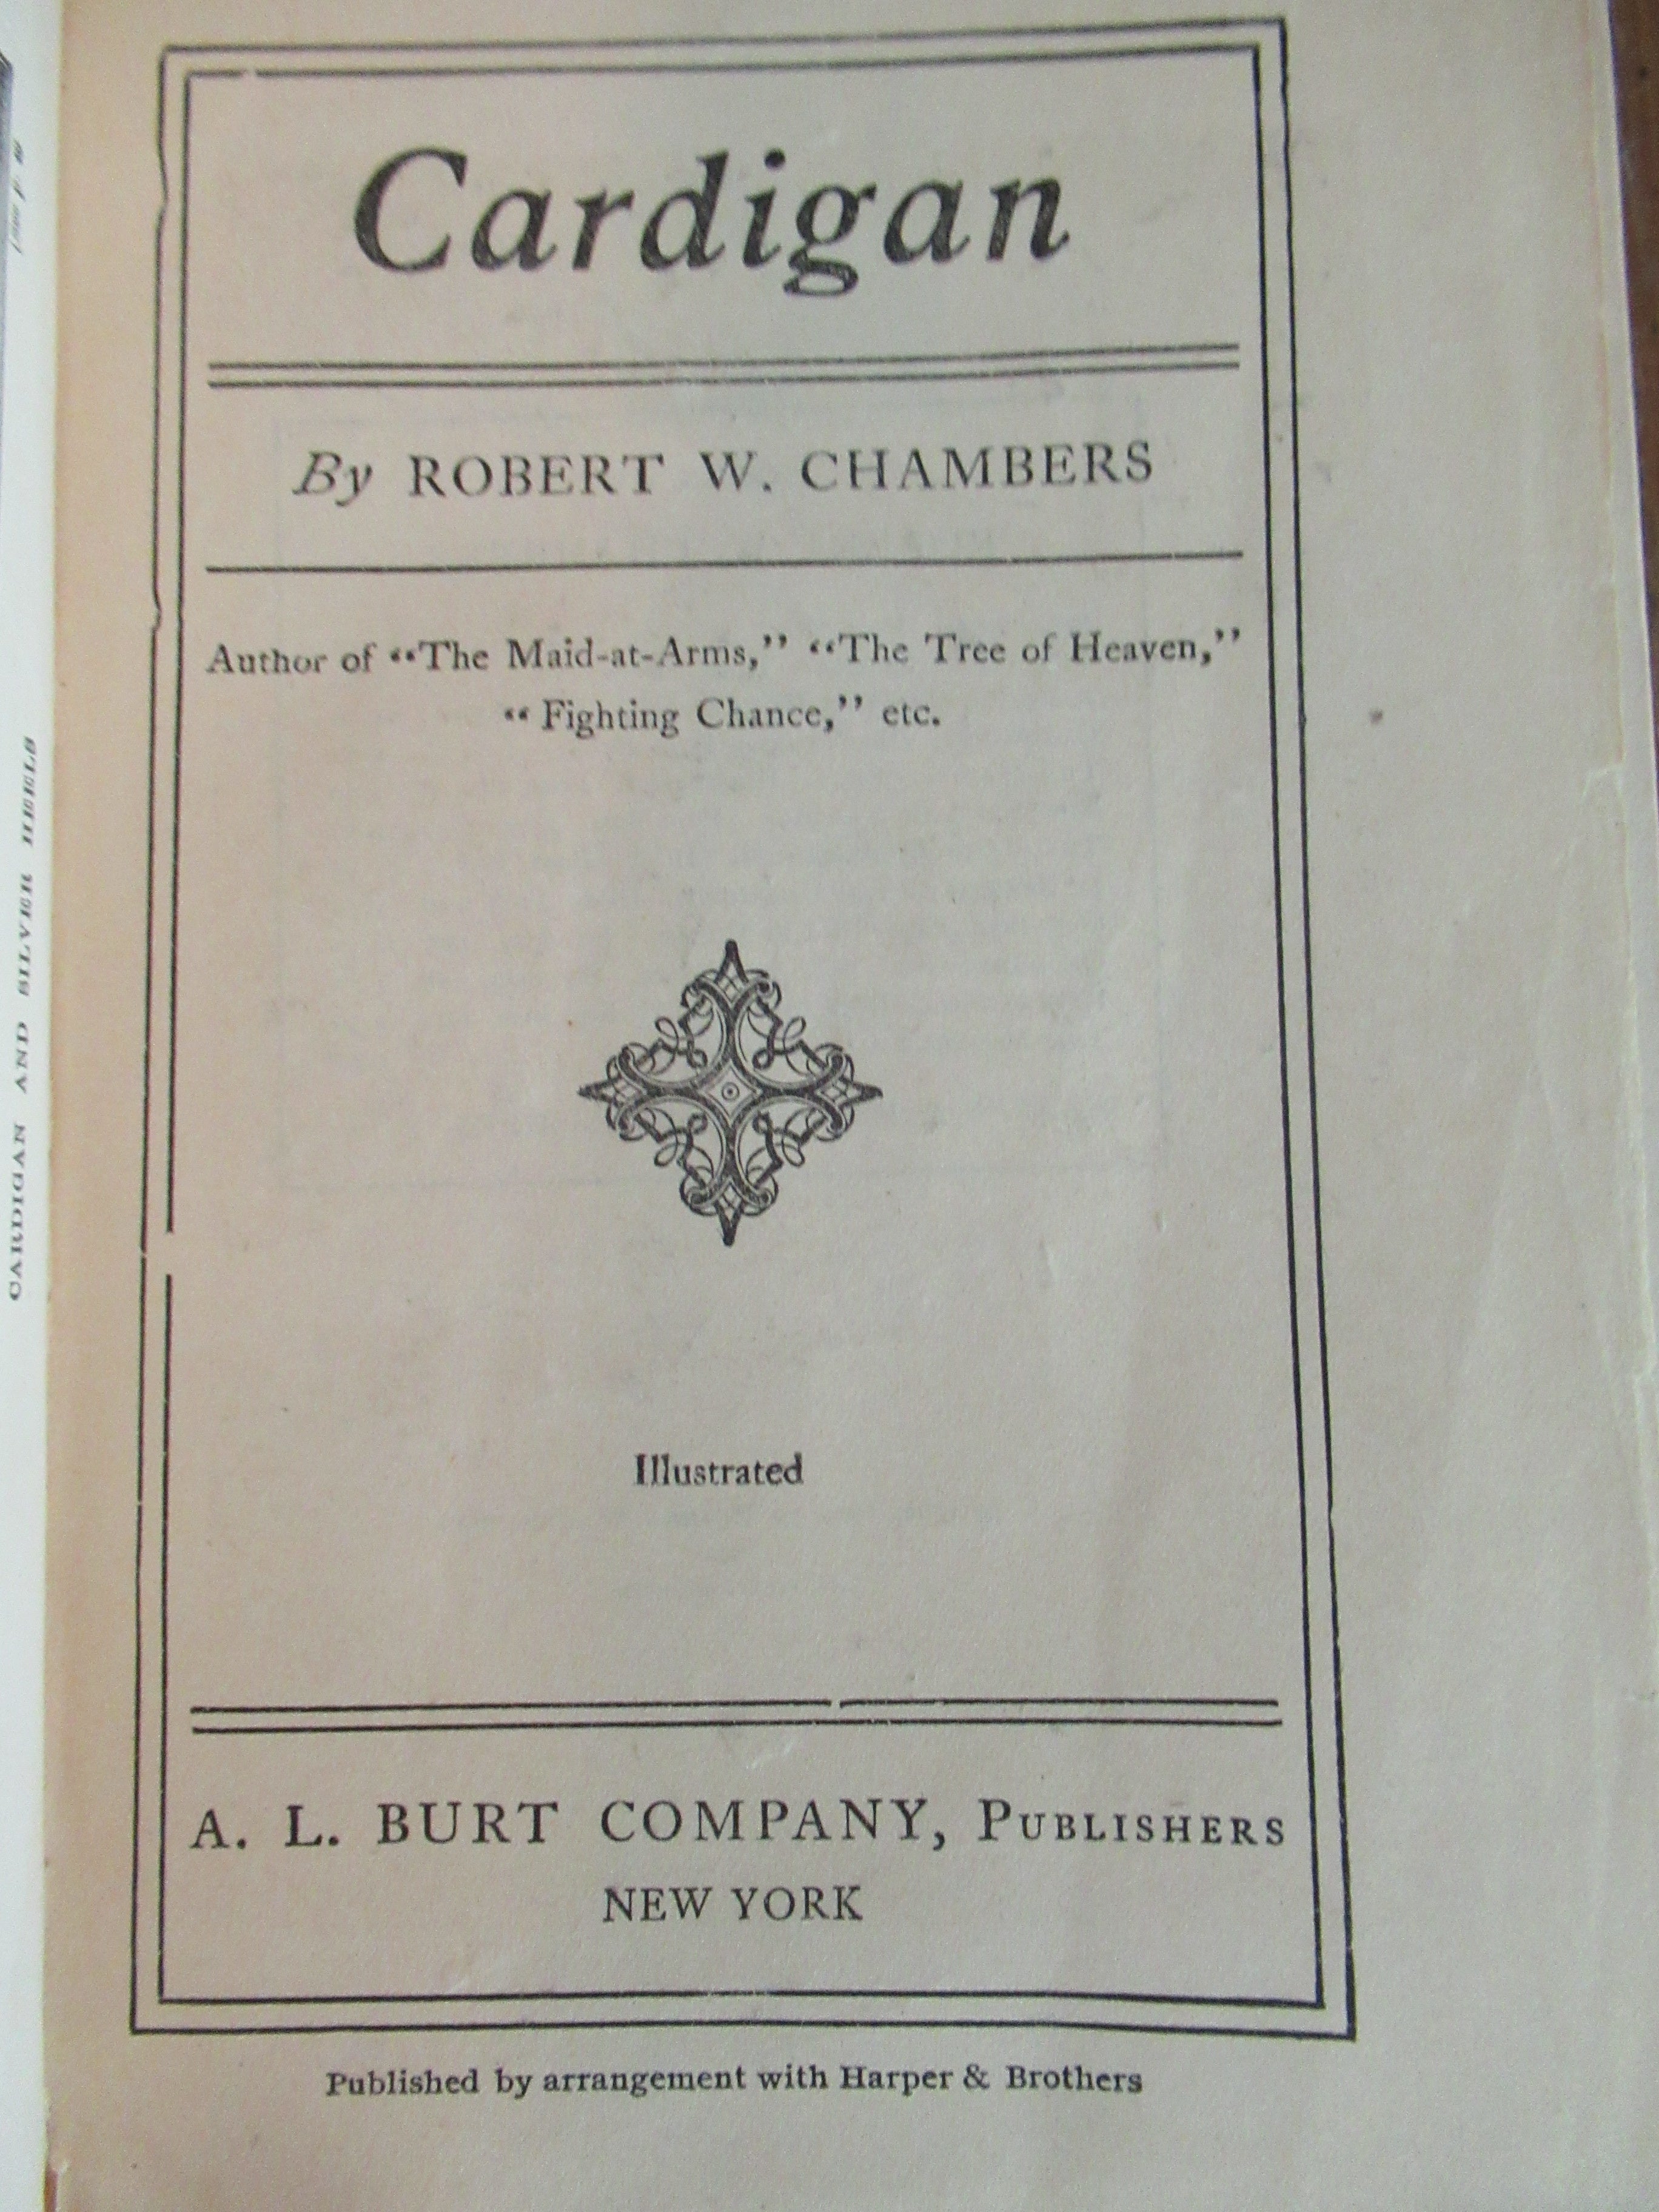 Cardigan
By ROBERT W. CHAMBERS
Author of “The Maid-at-Arms,” “The Tree of Heaven,”
“Fighting Chance,” etc.
Illustrated
A. L. BURT COMPANY, PUBLISHERS
NEW YORK
Published by arrangement with Harper & Brothers
CARDIGAN AND SILVER HEELS